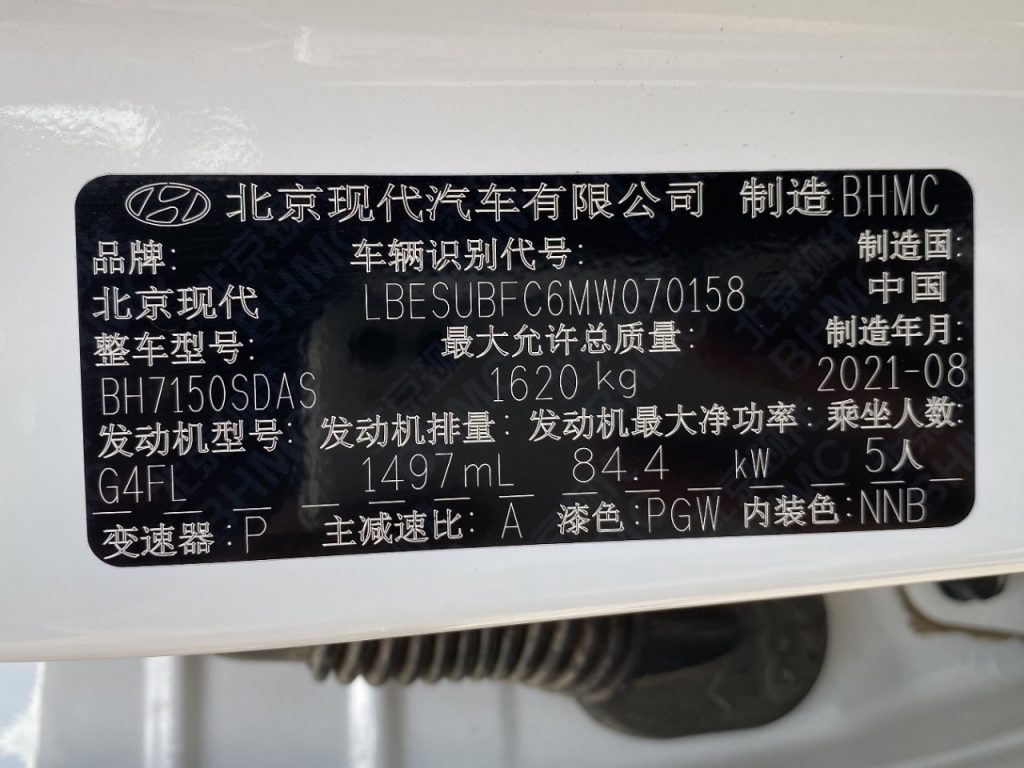 北京现代汽车有限公司 制造 BHMC
品牌: 车辆识别代号: 制造国:
北京现代 LBESUBFC6MW070158 中国
整车型号: 最大允许总质量: 制造年月:
BH7150SDAS 1620 kg 2021-08
发动机型号: 发动机排量: 发动机最大净功率: 乘坐人数:
G4FL 1497mL 84.4 kW 5人
变速器:P 主减速比:A 漆色:PGW 内装色:NNB